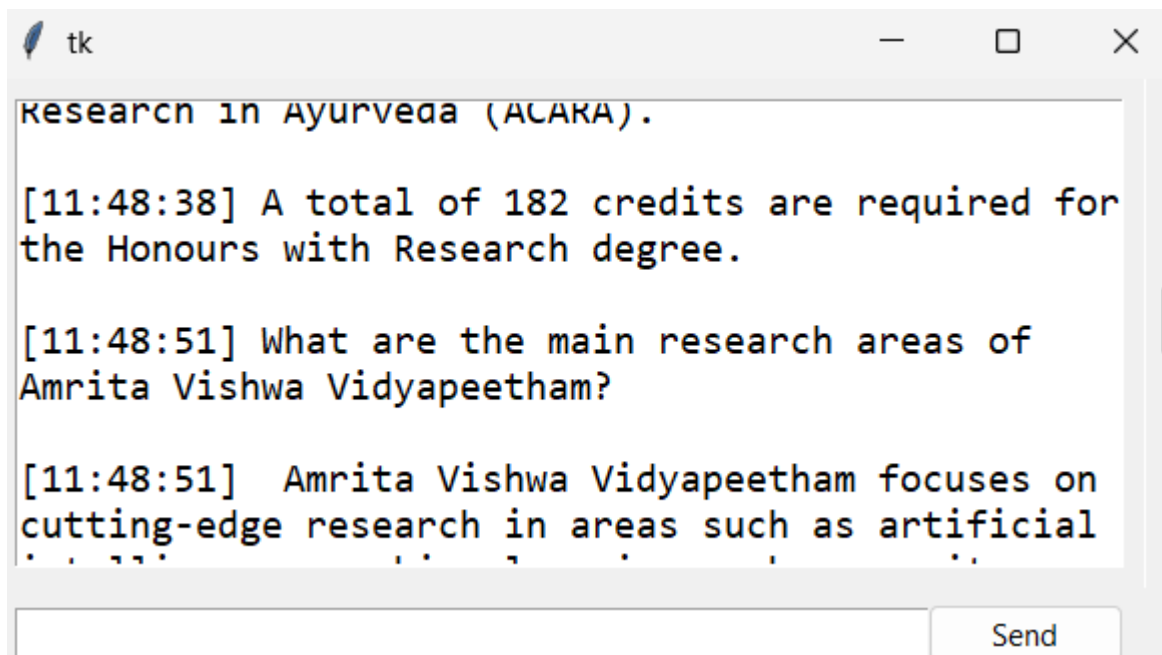 tk
Research in Ayurveda (ACARA).
[11:48:38] A total of 182 credits are required for
the Honours with Research degree.
[11:48:51] What are the main research areas of
Amrita Vishwa Vidyapeetham?
[11:48:51]  Amrita Vishwa Vidyapeetham focuses on
cutting-edge research in areas such as artificial
Send